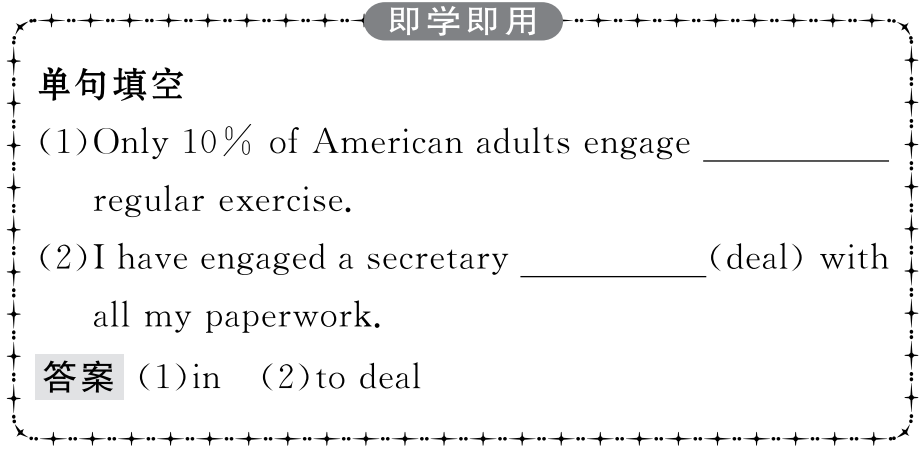 即学即用
单句填空
(1)Only 10% of American adults engage ________
regular exercise.
(2)I have engaged a secretary ________(deal) with
all my paperwork.
答案 (1)in (2)to deal